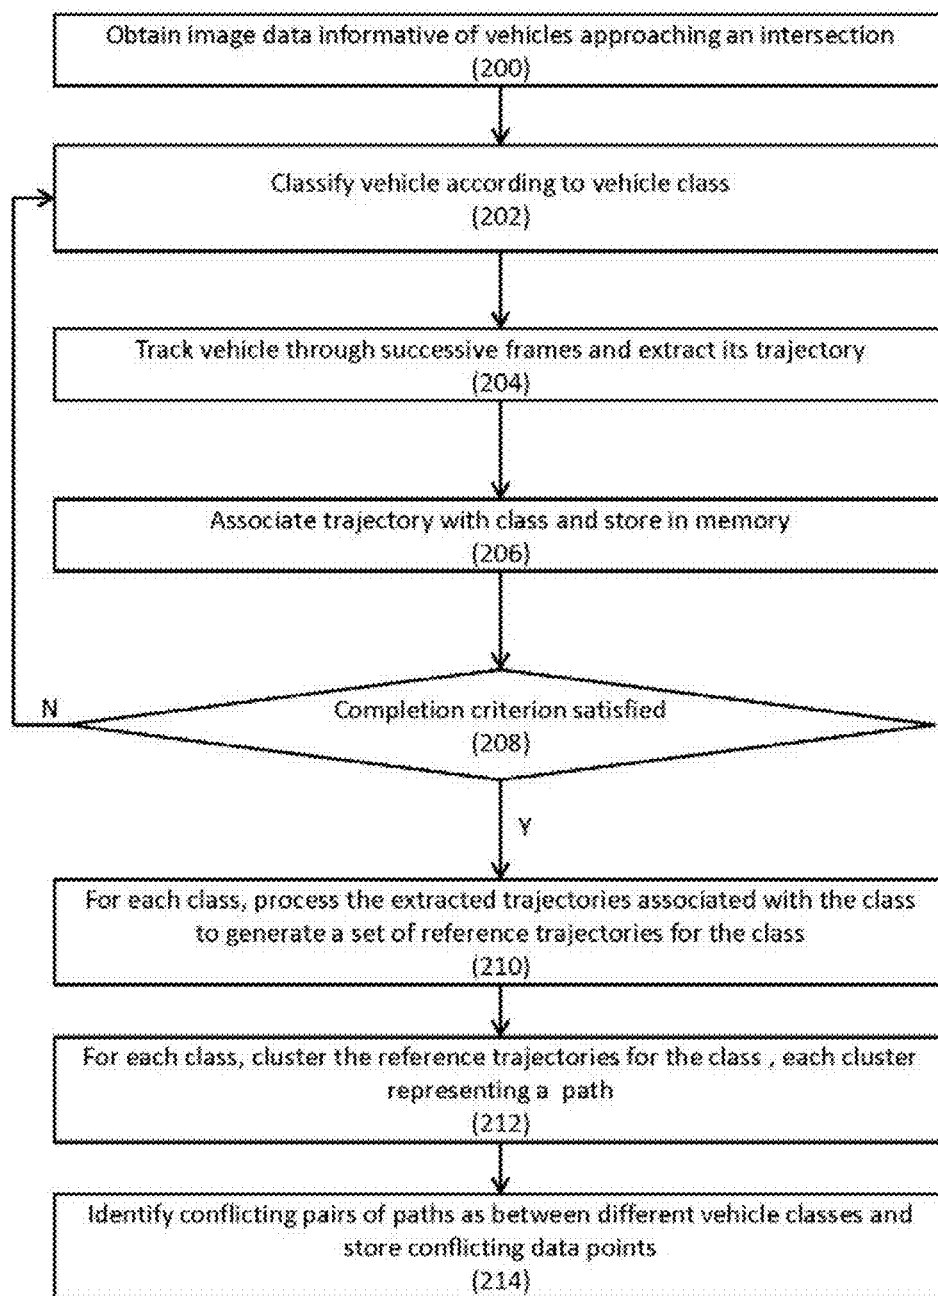 Obtain image data informative of vehicles approaching an intersection
(200)
Classify vehicle according to vehicle class
(202)
Track vehicle through successive frames and extract its trajectory
(204)
Associate trajectory with class and store in memory
(206)
N
Completion criterion satisfied
(208)
Y
For each class, process the extracted trajectories associated with the class
to generate a set of reference trajectories for the class
(210)
For each class, cluster the reference trajectories for the class , each cluster
representing a path
(212)
Identify conflicting pairs of paths as between different vehicle classes and
store conflicting data points
(214)